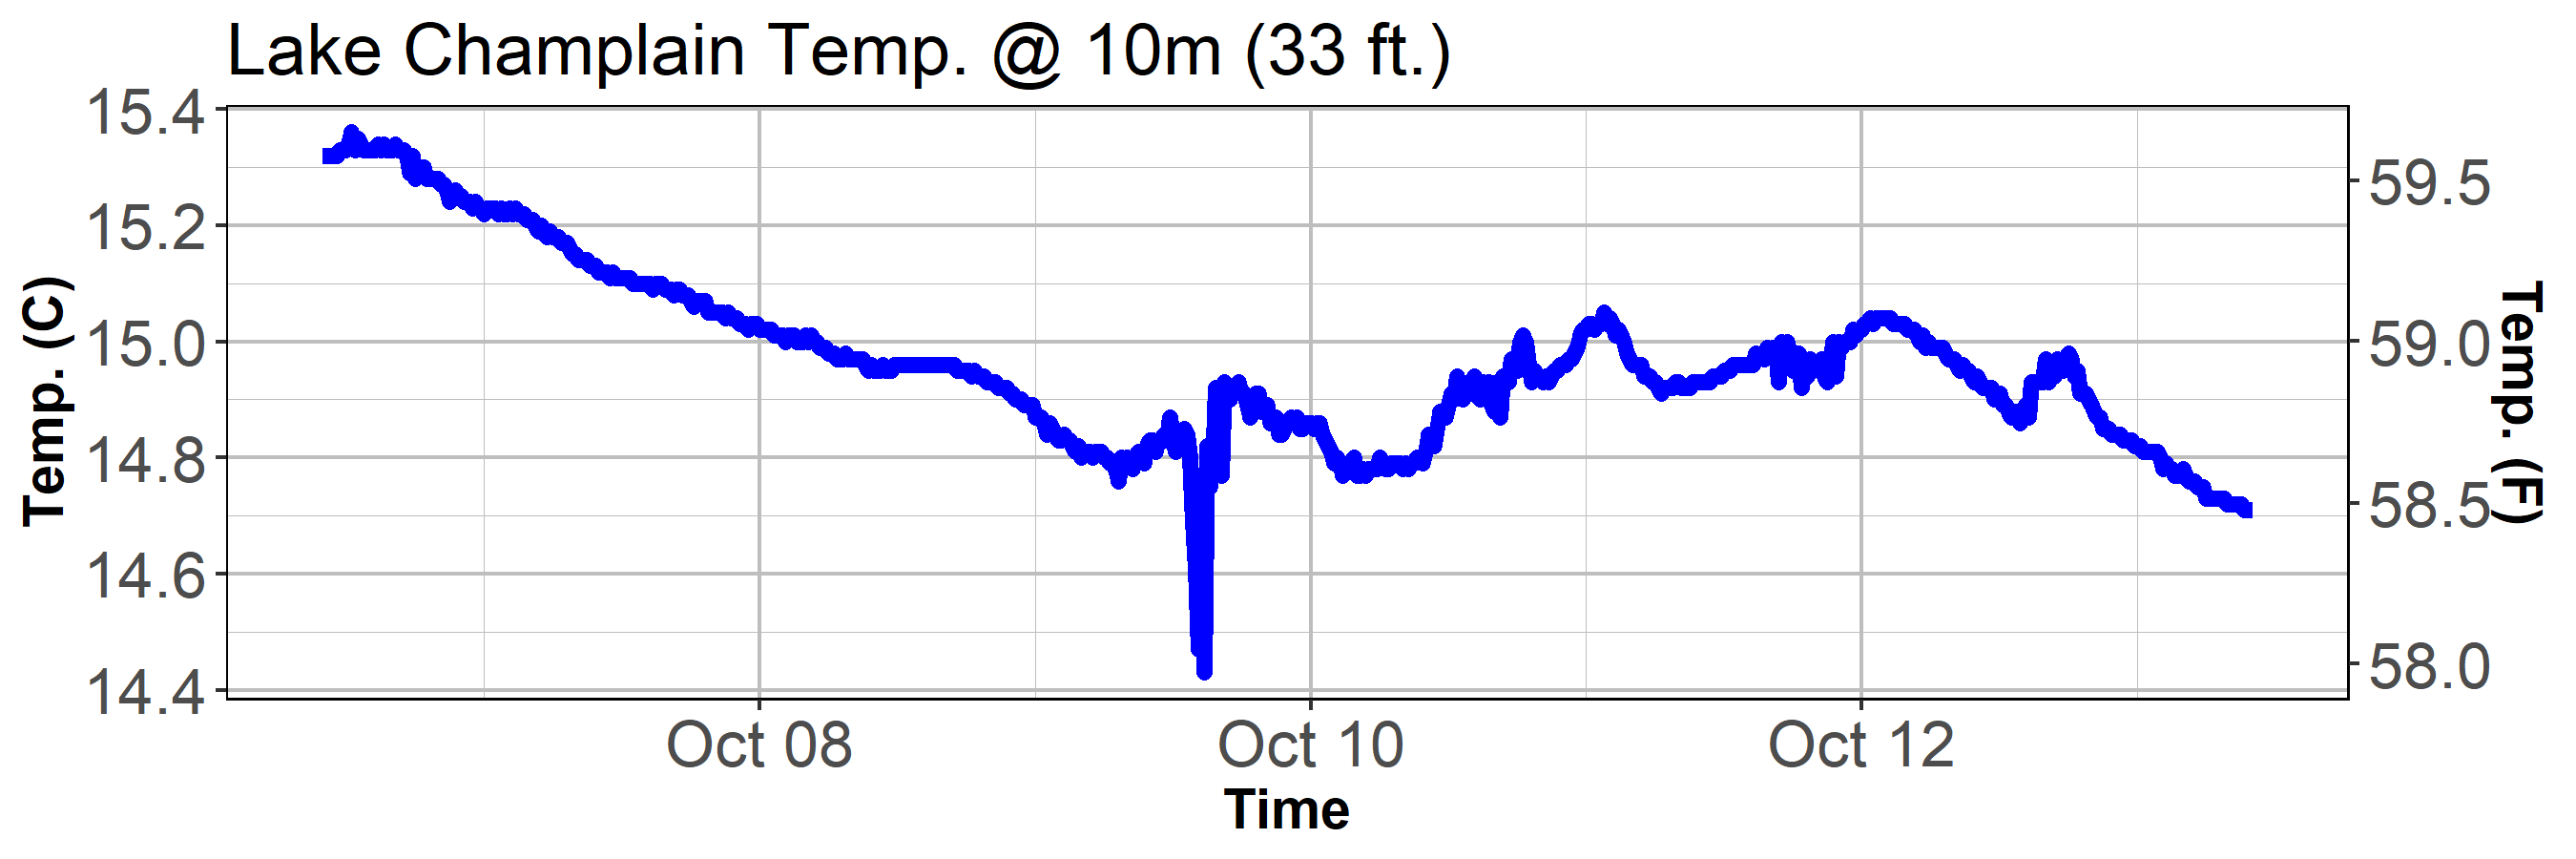 Lake Champlain Temp. @ 10m (33 ft.)
15.4
15.2
15.0
14.8
14.6
14.4
Temp. (C)
59.5
59.0
58.5
58.0
Temp. (F)
Oct 08 Oct 10 Oct 12
Time